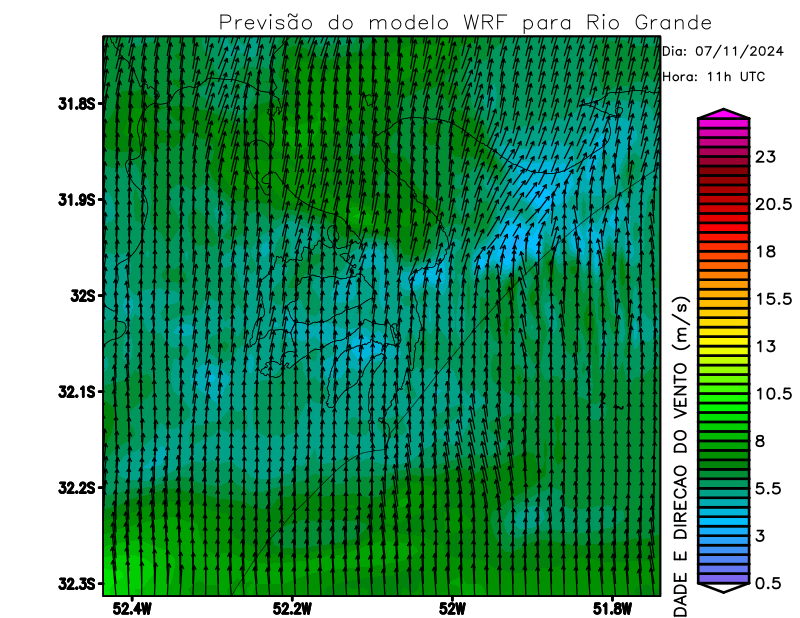 Previsão do modelo WRF para Rio Grande
Dia: 07/11/2024
Hora: 11h UTC
31.8S
31.9S
32S
32.1S
32.2S
32.3S
52.4W
52.2W
52W
51.8W
23
20.5
18
15.5
13
10.5
8
5.5
3
0.5
DADE E DIRECAO DO VENTO (m/s)